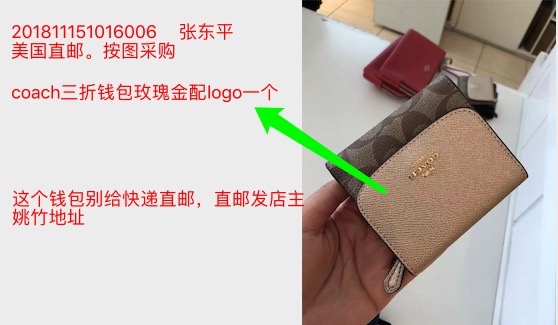 201811151016006 张东平
美国直邮。按图采购
coach三折钱包玫瑰金配logo一个
这个钱包别给快递直邮，直邮发店主
姚竹地址
COACH